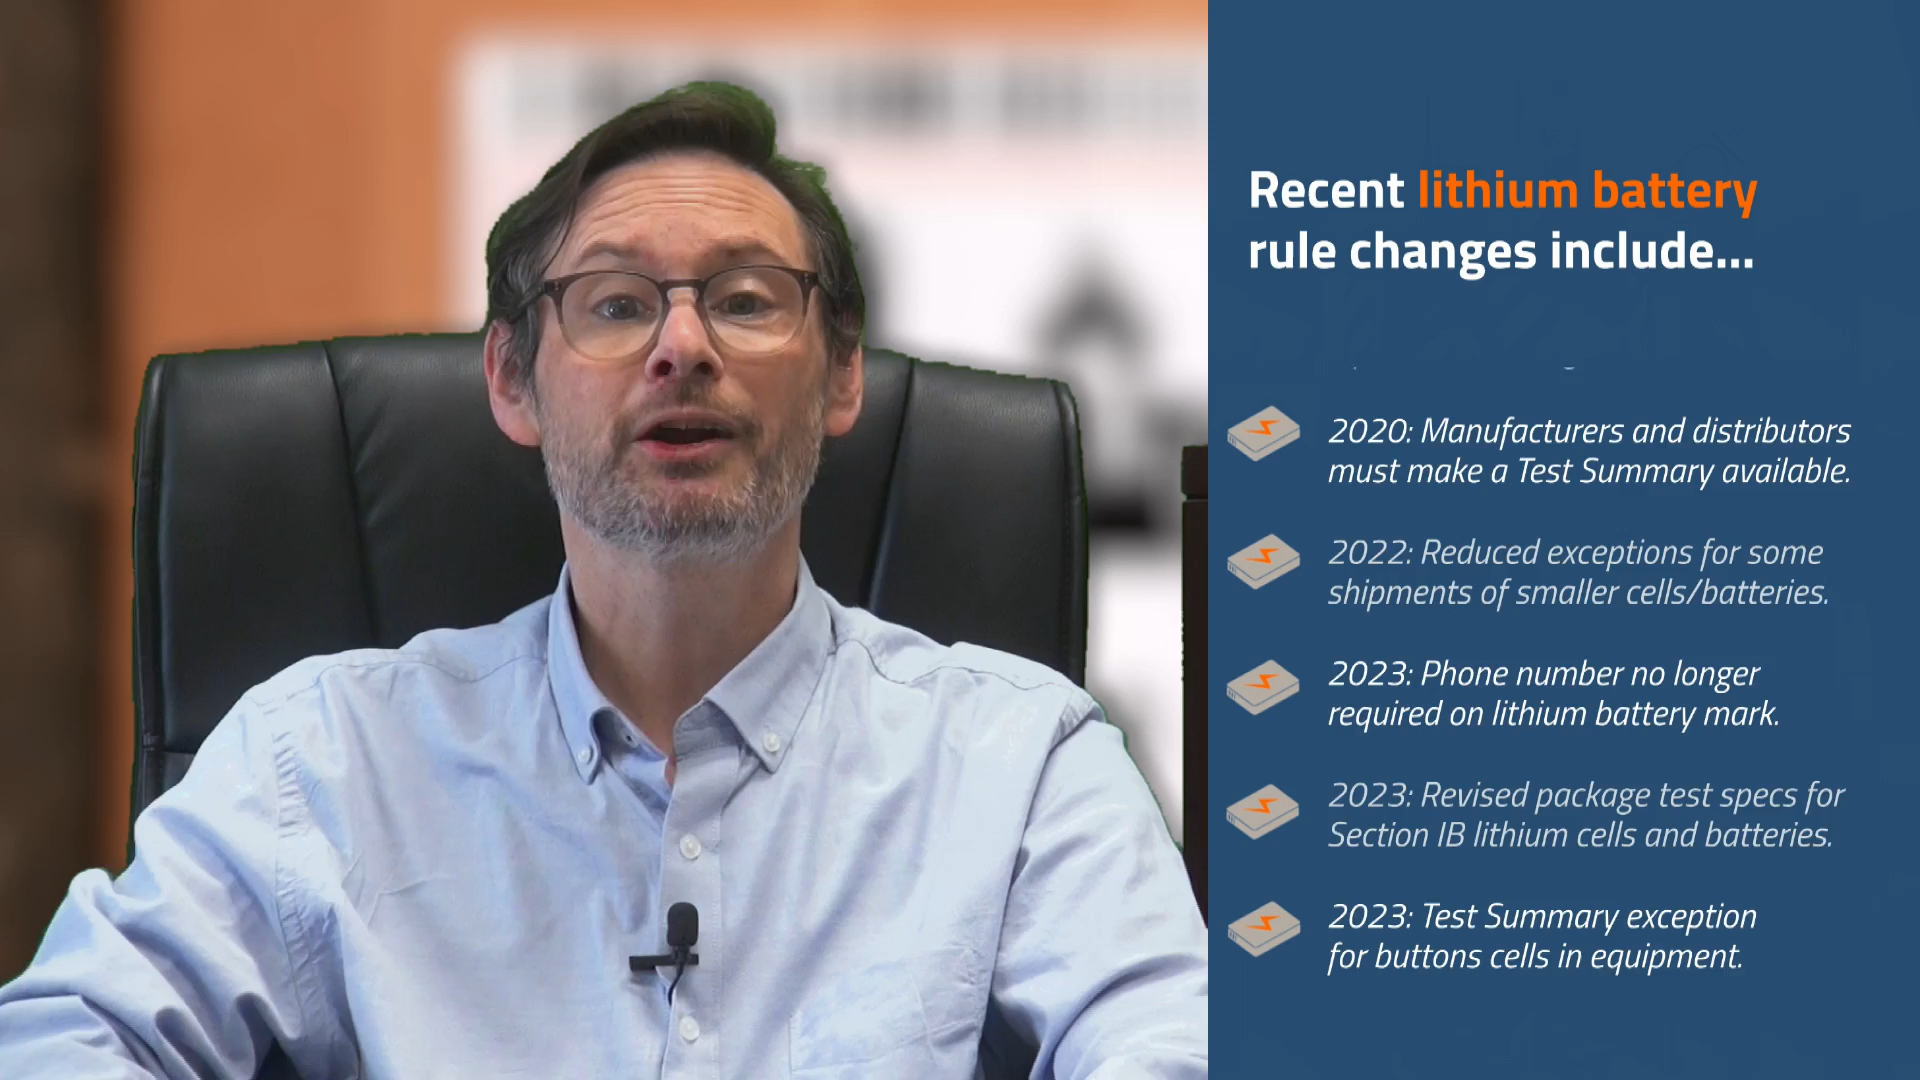 Recent lithium battery
rule changes include...
2020: Manufacturers and distributors
must make a Test Summary available.
2022: Reduced exceptions for some
shipments of smaller cells/batteries.
2023: Phone number no longer
required on lithium battery mark.
2023: Revised package test specs for
Section IB lithium cells and batteries.
2023: Test Summary exception
for buttons cells in equipment.